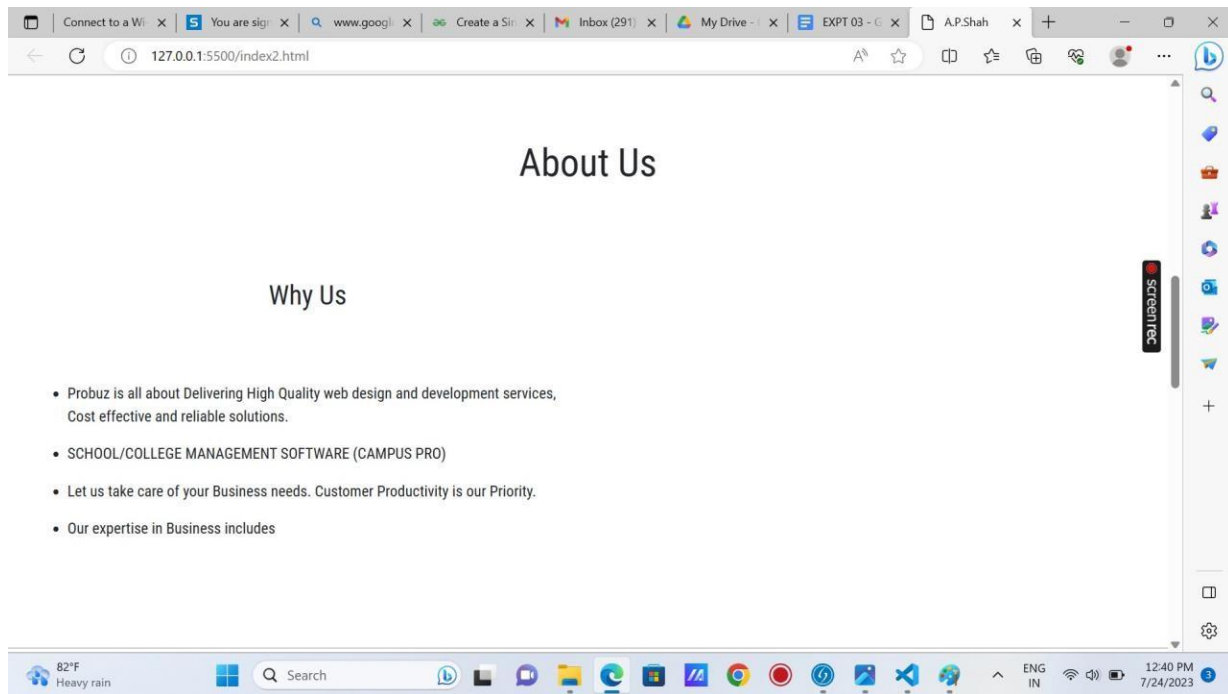 Connect to a Wi-
You are sign
www.googl
Create a Sin
Inbox (291)
My Drive -
EXPT 03 - G
A.P.Shah
127.0.0.1:5500/index2.html
About Us
Why Us
screenrec
Probuz is all about Delivering High Quality web design and development services,
Cost effective and reliable solutions.
SCHOOL/COLLEGE MANAGEMENT SOFTWARE (CAMPUS PRO)
Let us take care of your Business needs. Customer Productivity is our Priority.
Our expertise in Business includes
82°F
Heavy rain
Search
ENG
IN
12:40 PM
7/24/2023
3